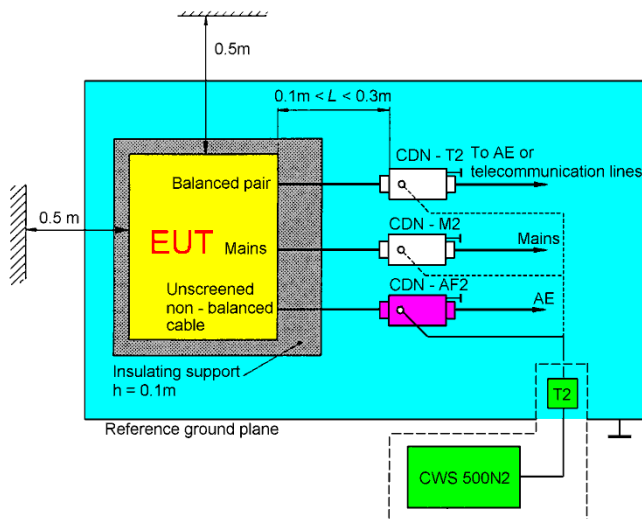 0.5m
0.1m < L < 0.3m
CDN - T2
To AE or
telecommunication lines
Balanced pair
0.5 m
EUT
CDN - M2
Mains
Mains
Unscreened
non - balanced
cable
CDN - AF2
AE
Insulating support
h = 0.1m
T2
Reference ground plane
CWS 500N2